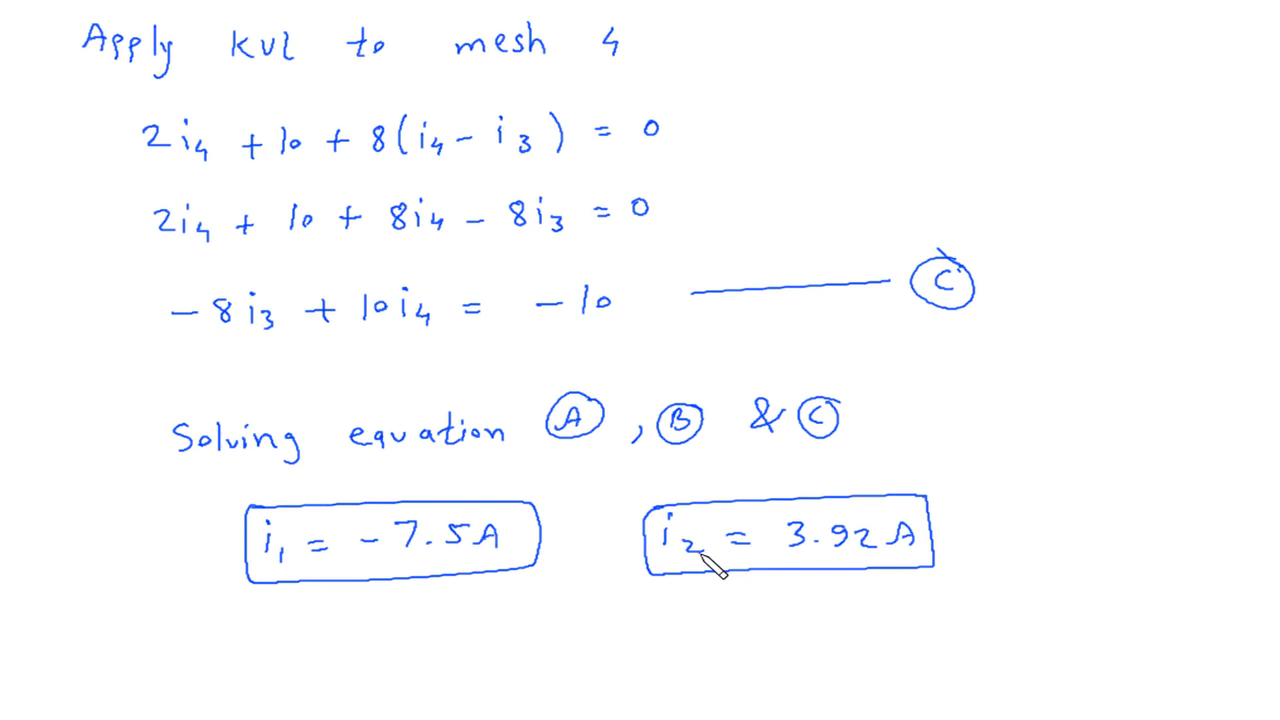 Apply kvl to mesh 4
2i₄ + 10 + 8(i₄ - i₃) = 0
2i₄ + 10 + 8i₄ - 8i₃ = 0
- 8i₃ + 10i₄ = - 10 ——— C
Solving equation A , B & C
i₁ = - 7.5A i₂ = 3.92A